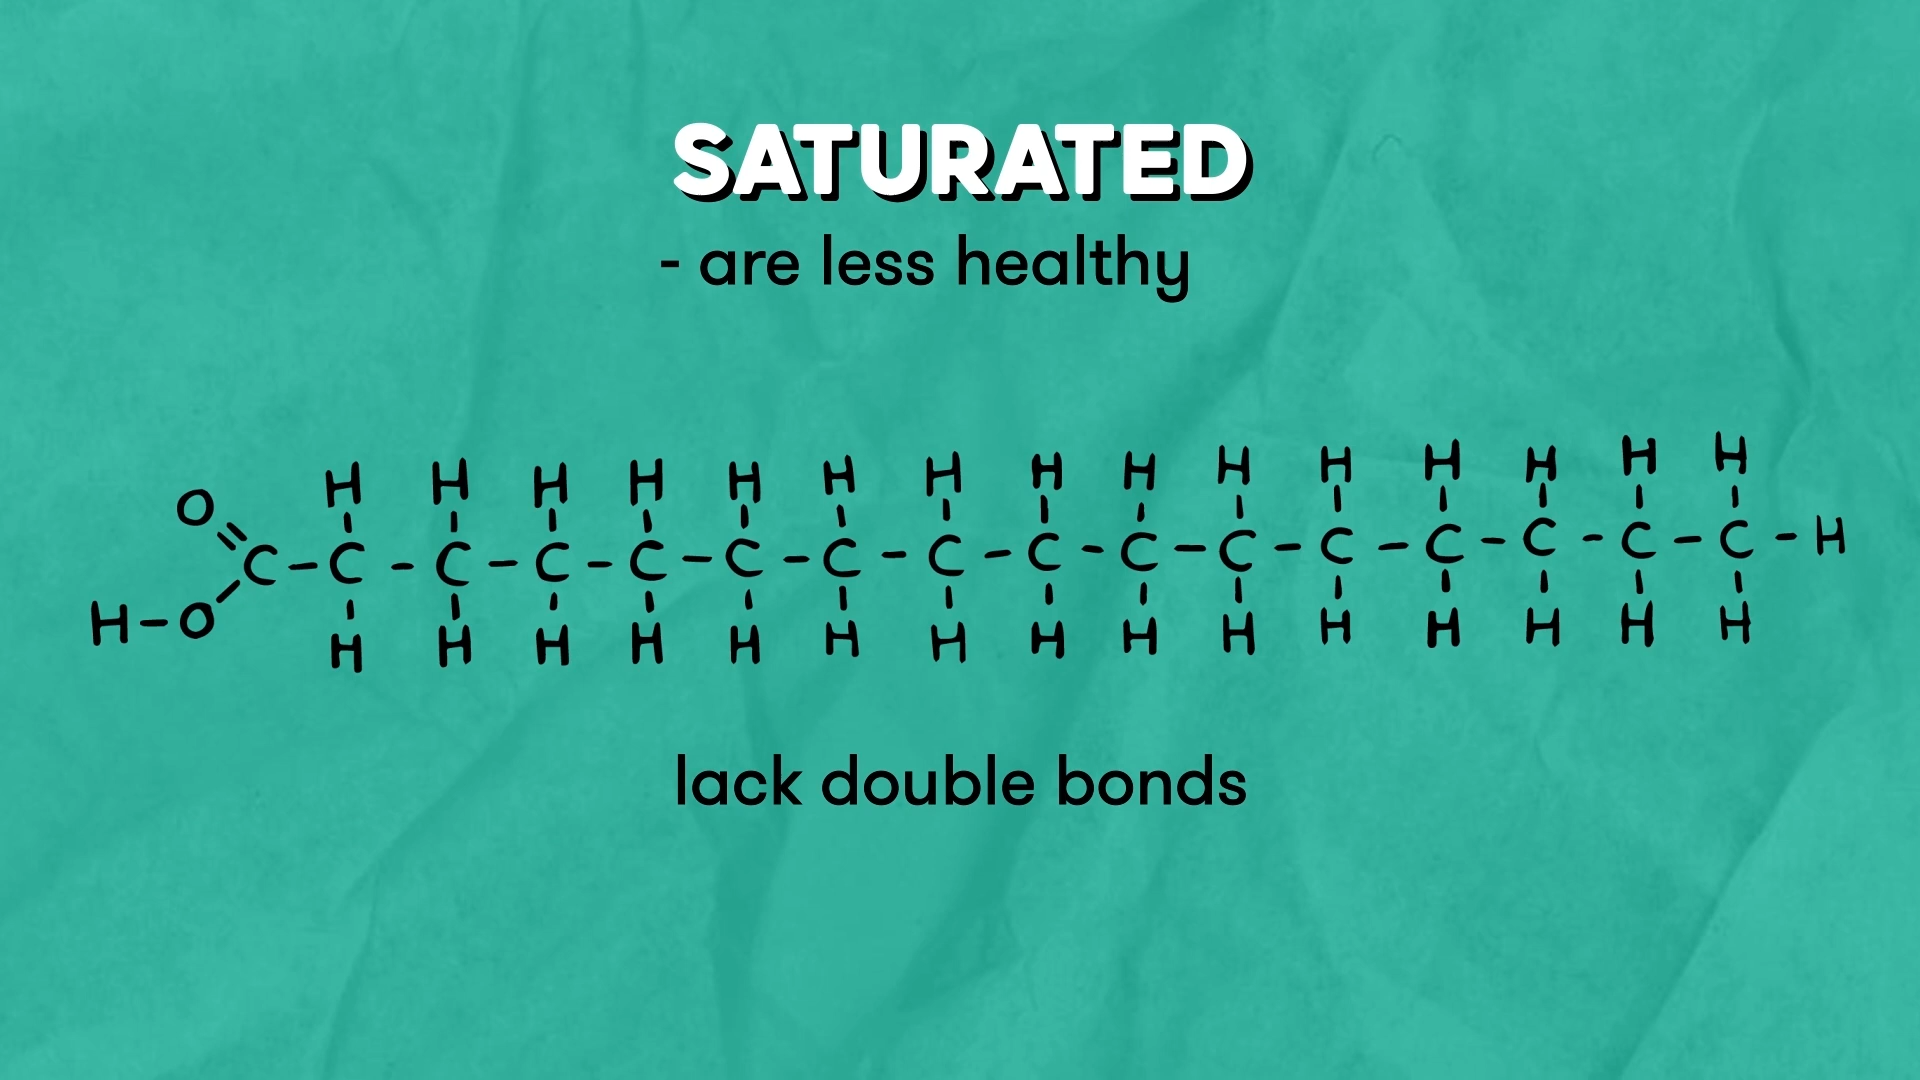 SATURATED
- are less healthy
H H H H H H H H H H H H H H H
O
C - C - C - C - C - C - C - C - C - C - C - C - C - C - C - C - H
H - O
H H H H H H H H H H H H H H H
lack double bonds